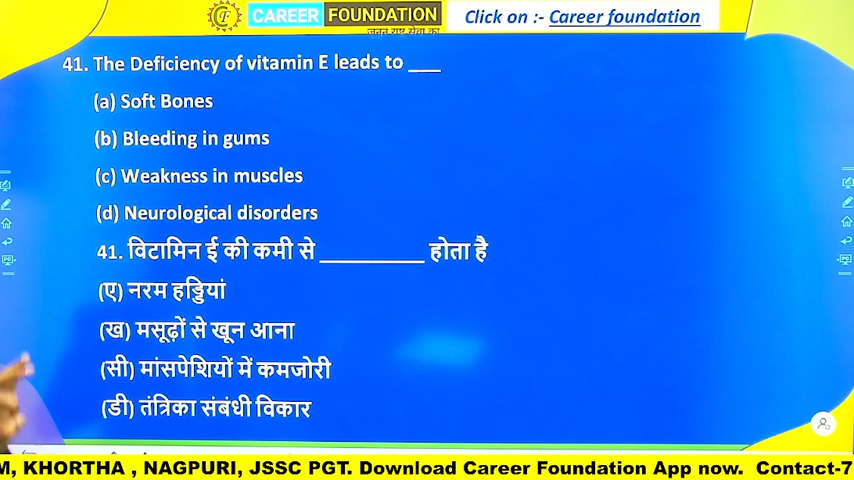 CAREER FOUNDATION
Click on :- Career foundation
41. The Deficiency of vitamin E leads to ___
(a) Soft Bones
(b) Bleeding in gums
(c) Weakness in muscles
(d) Neurological disorders
41. विटामिन ई की कमी से __________ होता है
(ए) नरम हड्डियां
(ख) मसूढ़ों से खून आना
(सी) मांसपेशियों में कमजोरी
(डी) तंत्रिका संबंधी विकार
M, KHORTHA , NAGPURI, JSSC PGT. Download Career Foundation App now. Contact-7